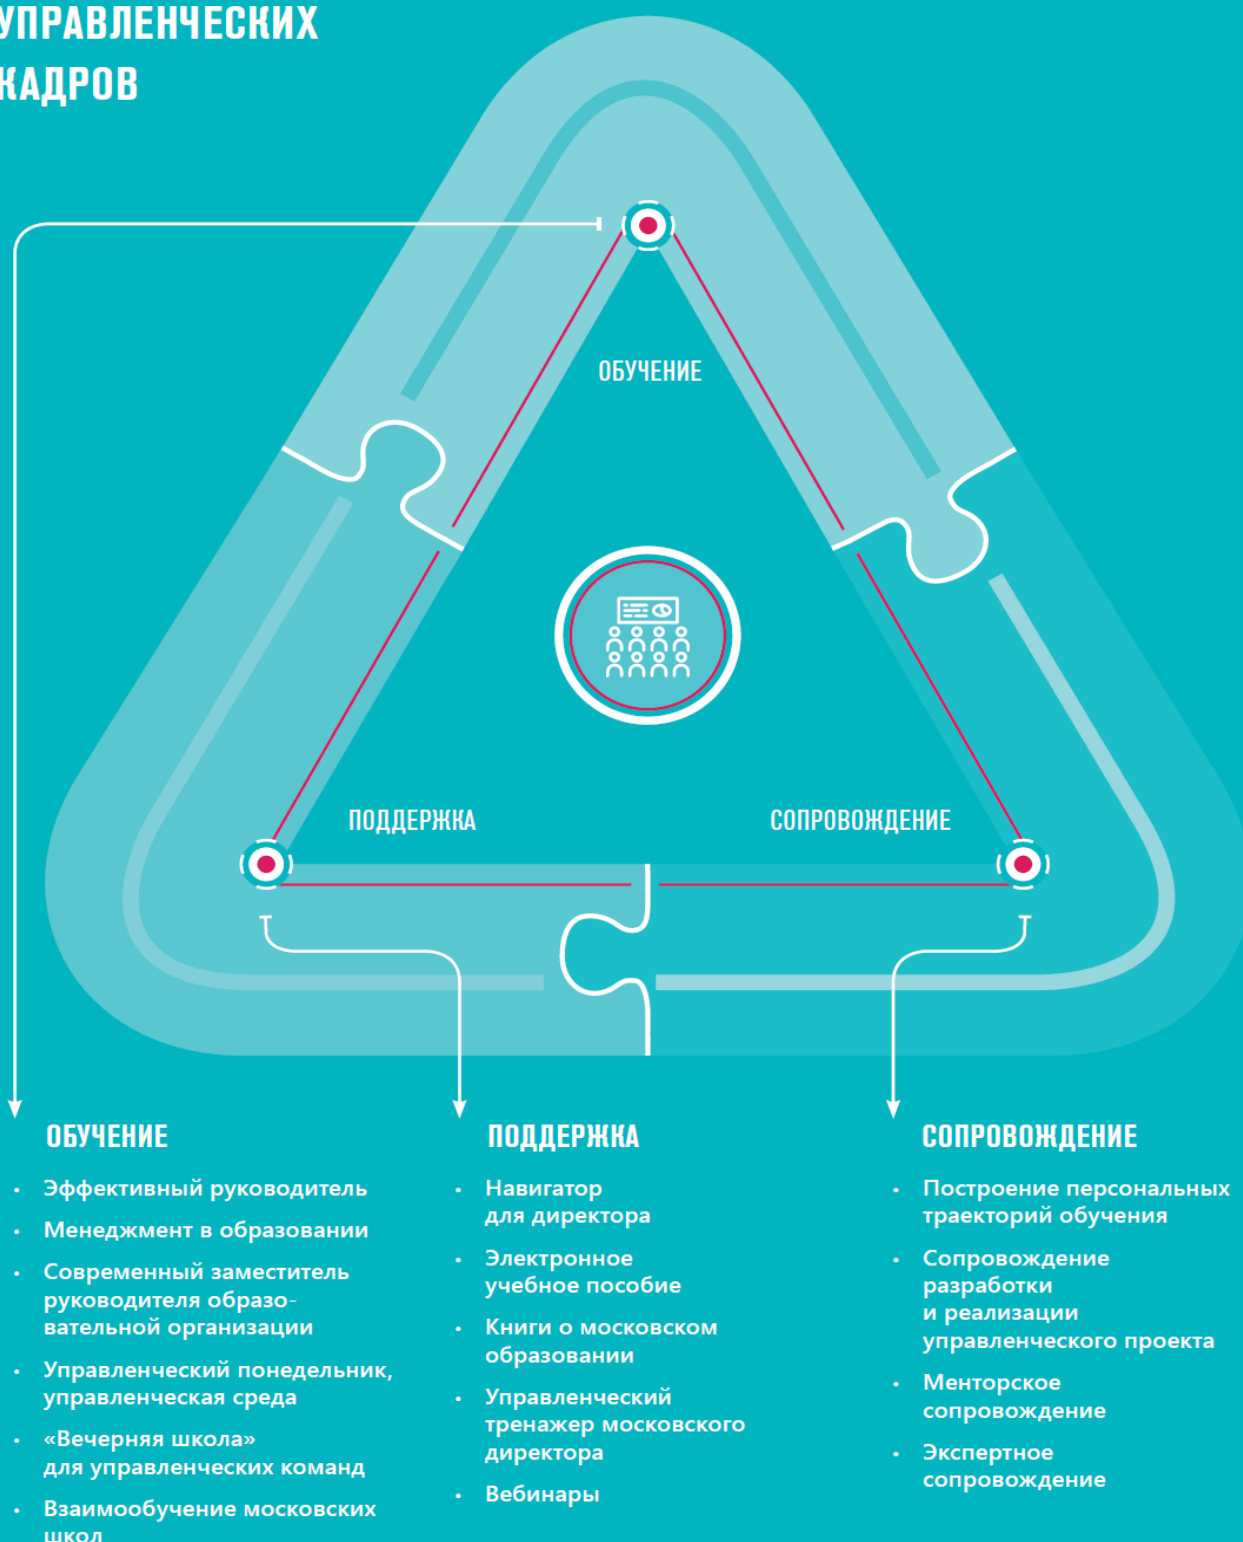 УПРАВЛЕНЧЕСКИХ
КАДРОВ
ОБУЧЕНИЕ
ПОДДЕРЖКА
СОПРОВОЖДЕНИЕ
ОБУЧЕНИЕ
• Эффективный руководитель
• Менеджмент в образовании
• Современный заместитель
руководителя образо-
вательной организации
• Управленческий понедельник,
управленческая среда
• «Вечерняя школа»
для управленческих команд
• Взаимообучение московских
школ
ПОДДЕРЖКА
• Навигатор
для директора
• Электронное
учебное пособие
• Книги о московском
образовании
• Управленческий
тренажер московского
директора
• Вебинары
СОПРОВОЖДЕНИЕ
• Построение персональных
траекторий обучения
• Сопровождение
разработки
и реализации
управленческого проекта
• Менторское
сопровождение
• Экспертное
сопровождение